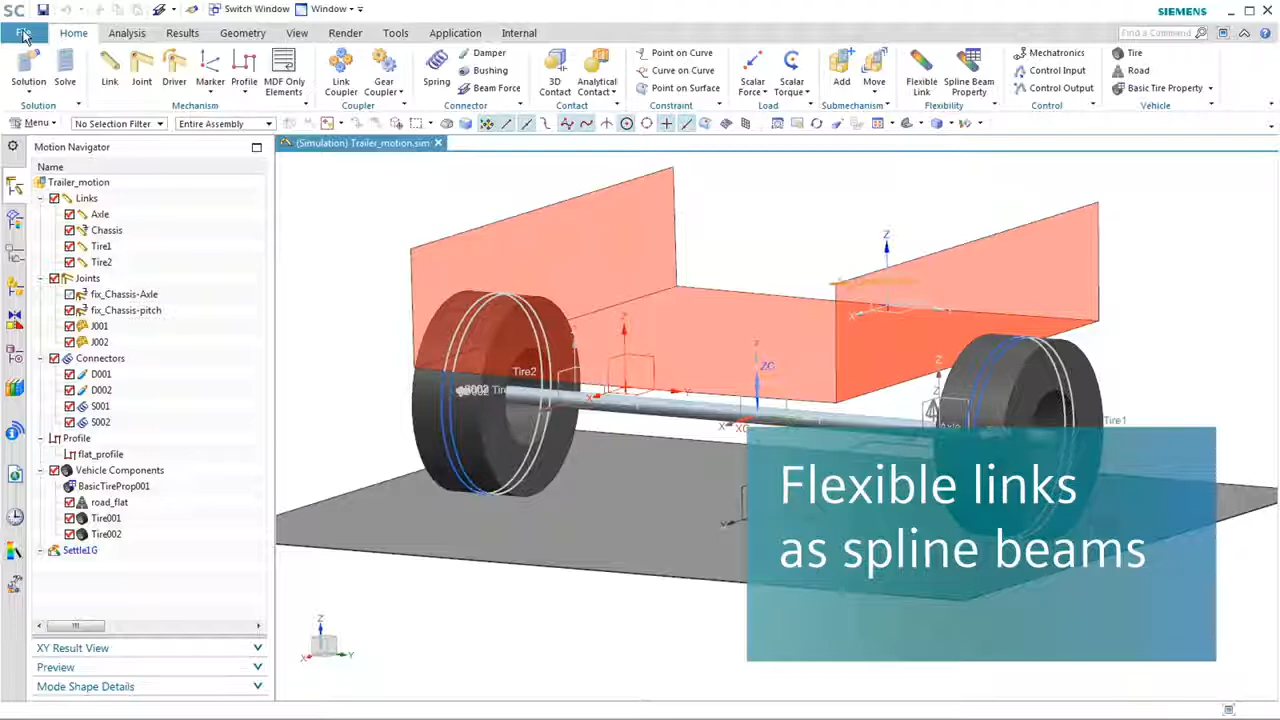 SC Switch Window Window SIEMENS
File Home Analysis Results Geometry View Render Tools Application Internal Find a Command
Solution Solve Link Joint Driver Marker Profile MDF Only Elements Link Coupler Gear Coupler Spring Damper Bushing Beam Force 3D Contact Analytical Contact Point on Curve Curve on Curve Point on Surface Scalar Force Scalar Torque Add Move Flexible Link Spline Beam Property Mechatronics Control Input Control Output Tire Road Basic Tire Property
Solution Mechanism Coupler Connector Contact Constraint Load Submechanism Flexibility Control Vehicle
Menu No Selection Filter Entire Assembly
Motion Navigator
(Simulation) Trailer_motion.sim
Name
Trailer_motion
Links
Axle
Chassis
Tire1
Tire2
Joints
fix_Chassis-Axle
fix_Chassis-pitch
J001
J002
Connectors
D001
D002
S001
S002
Profile
flat_profile
Vehicle Components
BasicTireProp001
road_flat
Tire001
Tire002
Settle1G
XY Result View
Preview
Mode Shape Details
Z
X
Z
Tire2
X
Y
Z
ZC
X
XC
Z
Z
Tire1
Flexible links
as spline beams
Z
X
Y